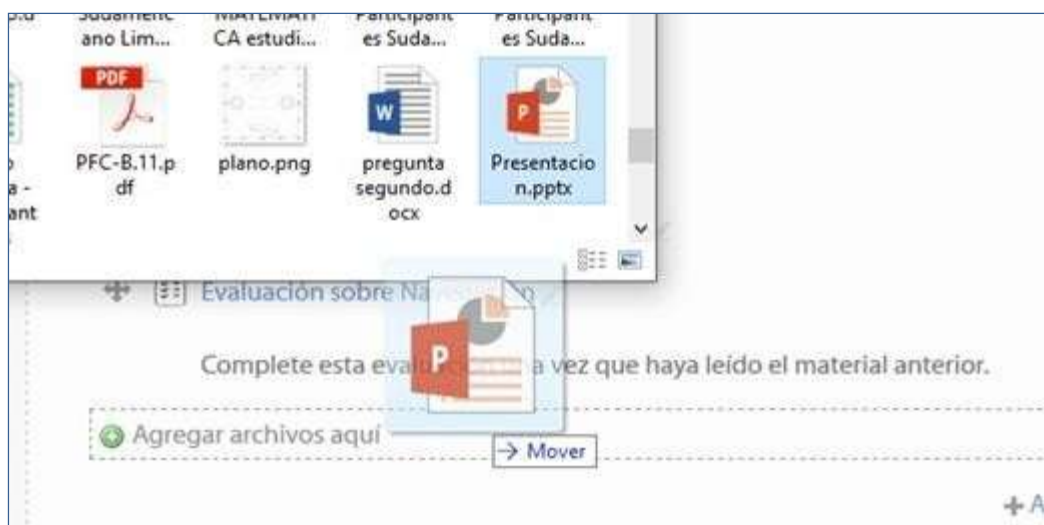 ano Lim...
CA estudi...
es Suda...
es Suda...
PDF
PFC-B.11.p
df
plano.png
W
pregunta
segundo.d
ocx
P
Presentacio
n.pptx
a -
ant
Evaluación sobre
P
Complete esta vez que haya leído el material anterior.
Agregar archivos aquí
→ Mover
+ A